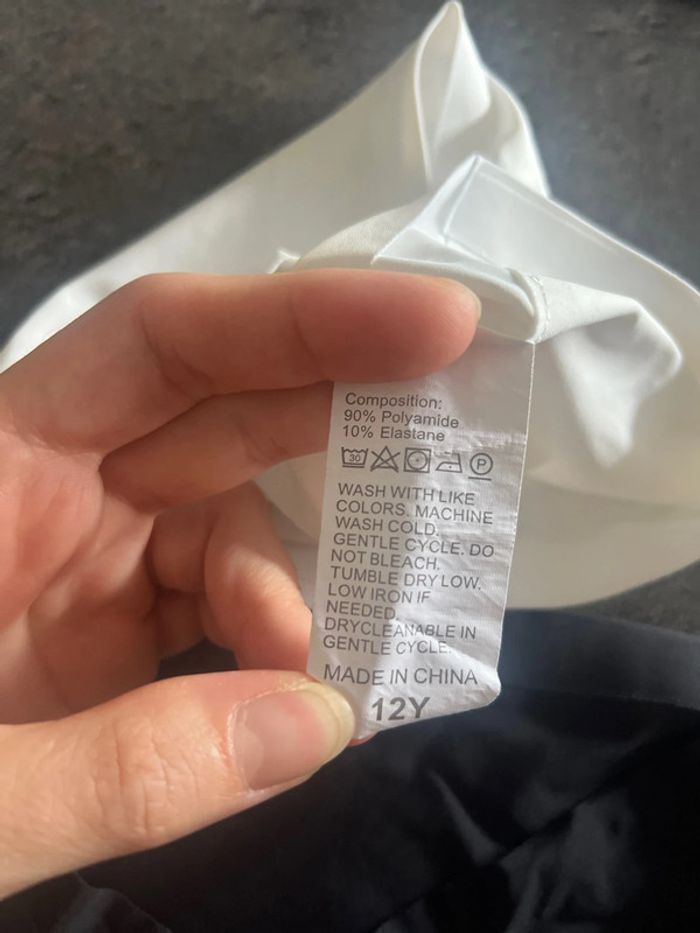 Composition:
90% Polyamide
10% Elastane
30 P
WASH WITH LIKE
COLORS. MACHINE
WASH COLD.
GENTLE CYCLE. DO
NOT BLEACH.
TUMBLE DRY LOW.
LOW IRON IF
NEEDED.
DRYCLEANABLE IN
GENTLE CYCLE.
MADE IN CHINA
12Y